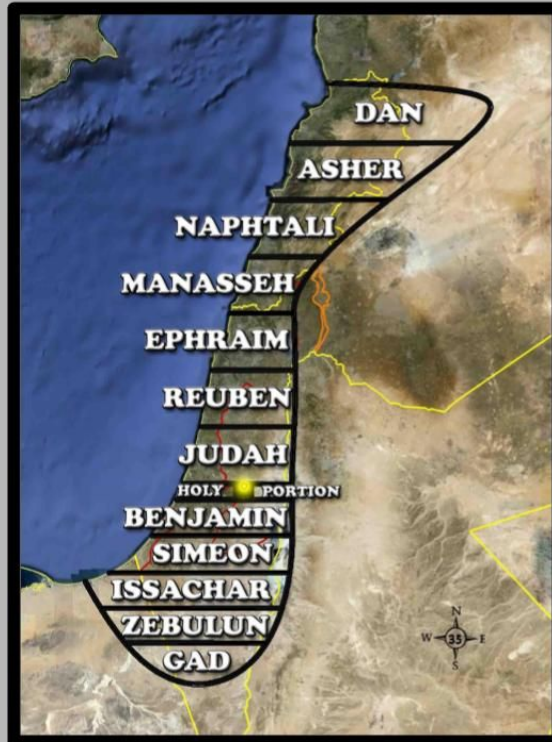 DAN
ASHER
NAPHTALI
MANASSEH
EPHRAIM
REUBEN
JUDAH
HOLY PORTION
BENJAMIN
SIMEON
ISSACHAR
ZEBULUN
GAD
N
W 35 E
S